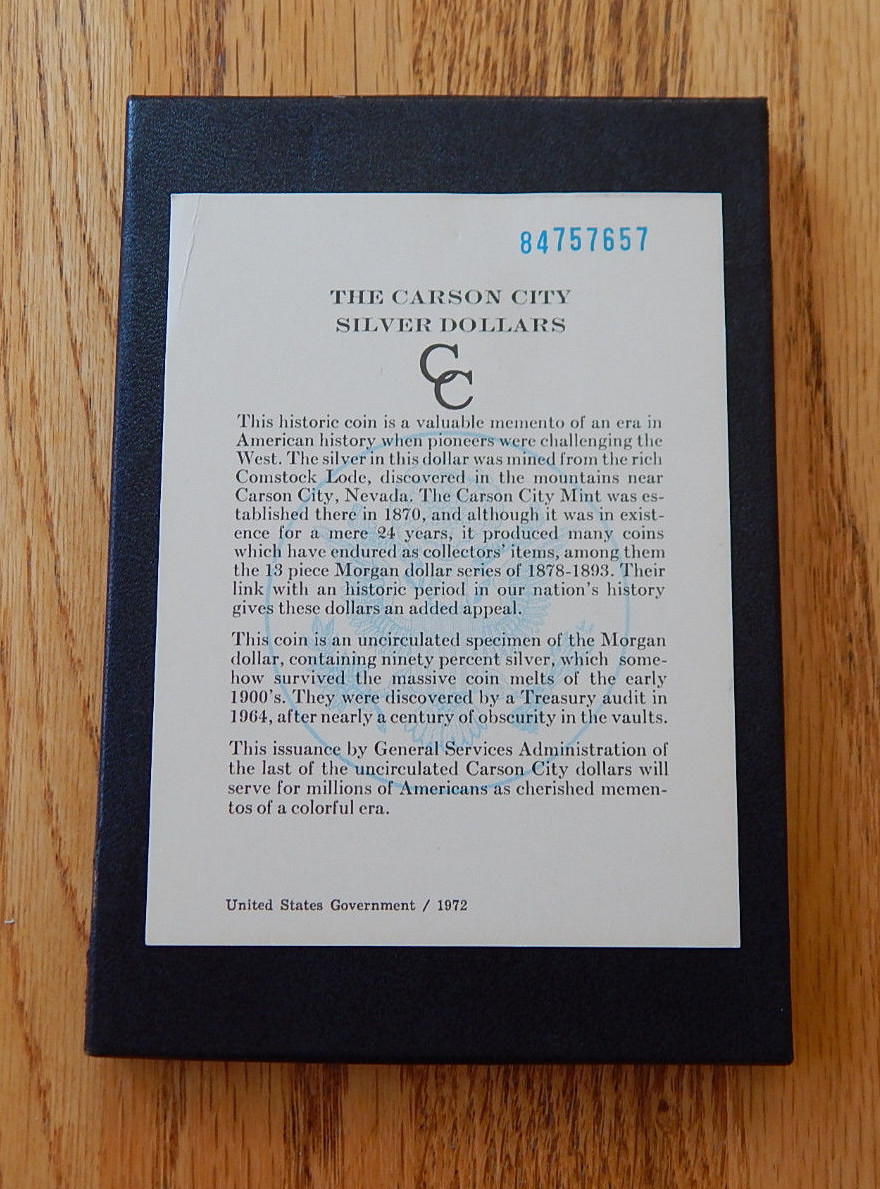 84757657
THE CARSON CITY
SILVER DOLLARS
CC
This historic coin is a valuable memento of an era in
American history when pioneers were challenging the
West. The silver in this dollar was mined from the rich
Comstock Lode, discovered in the mountains near
Carson City, Nevada. The Carson City Mint was es-
tablished there in 1870, and although it was in exist-
ence for a mere 24 years, it produced many coins
which have endured as collectors' items, among them
the 13 piece Morgan dollar series of 1878-1893. Their
link with an historic period in our nation's history
gives these dollars an added appeal.
This coin is an uncirculated specimen of the Morgan
dollar, containing ninety percent silver, which some-
how survived the massive coin melts of the early
1900's. They were discovered by a Treasury audit in
1964, after nearly a century of obscurity in the vaults.
This issuance by General Services Administration of
the last of the uncirculated Carson City dollars will
serve for millions of Americans as cherished memen-
tos of a colorful era.
United States Government / 1972